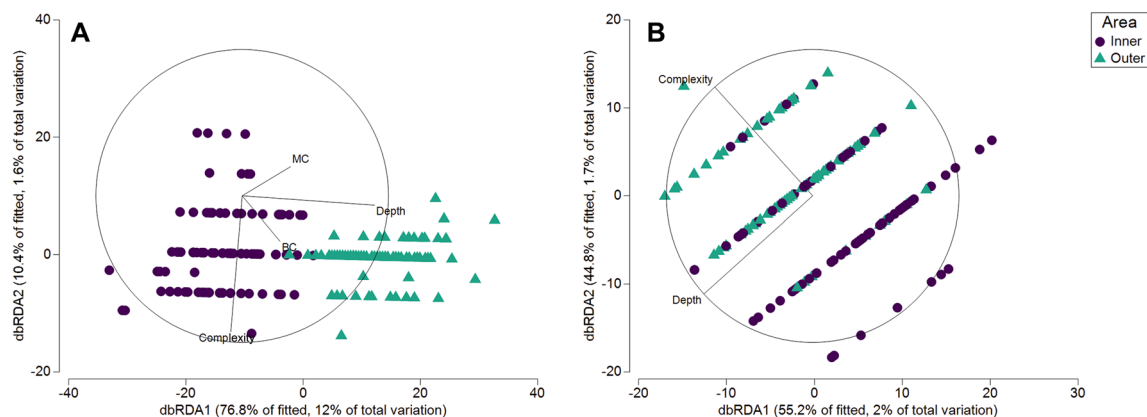 A
40
20
0
-20
-40
-20
0
20
40
MC
Depth
BC
Complexity
dbRDA2 (10.4% of fitted, 1.6% of total variation)
dbRDA1 (76.8% of fitted, 12% of total variation)
B
20
10
0
-10
-20
-20
-10
0
10
20
30
Complexity
Depth
dbRDA2 (44.8% of fitted, 1.7% of total variation)
dbRDA1 (55.2% of fitted, 2% of total variation)
Area
Inner
Outer